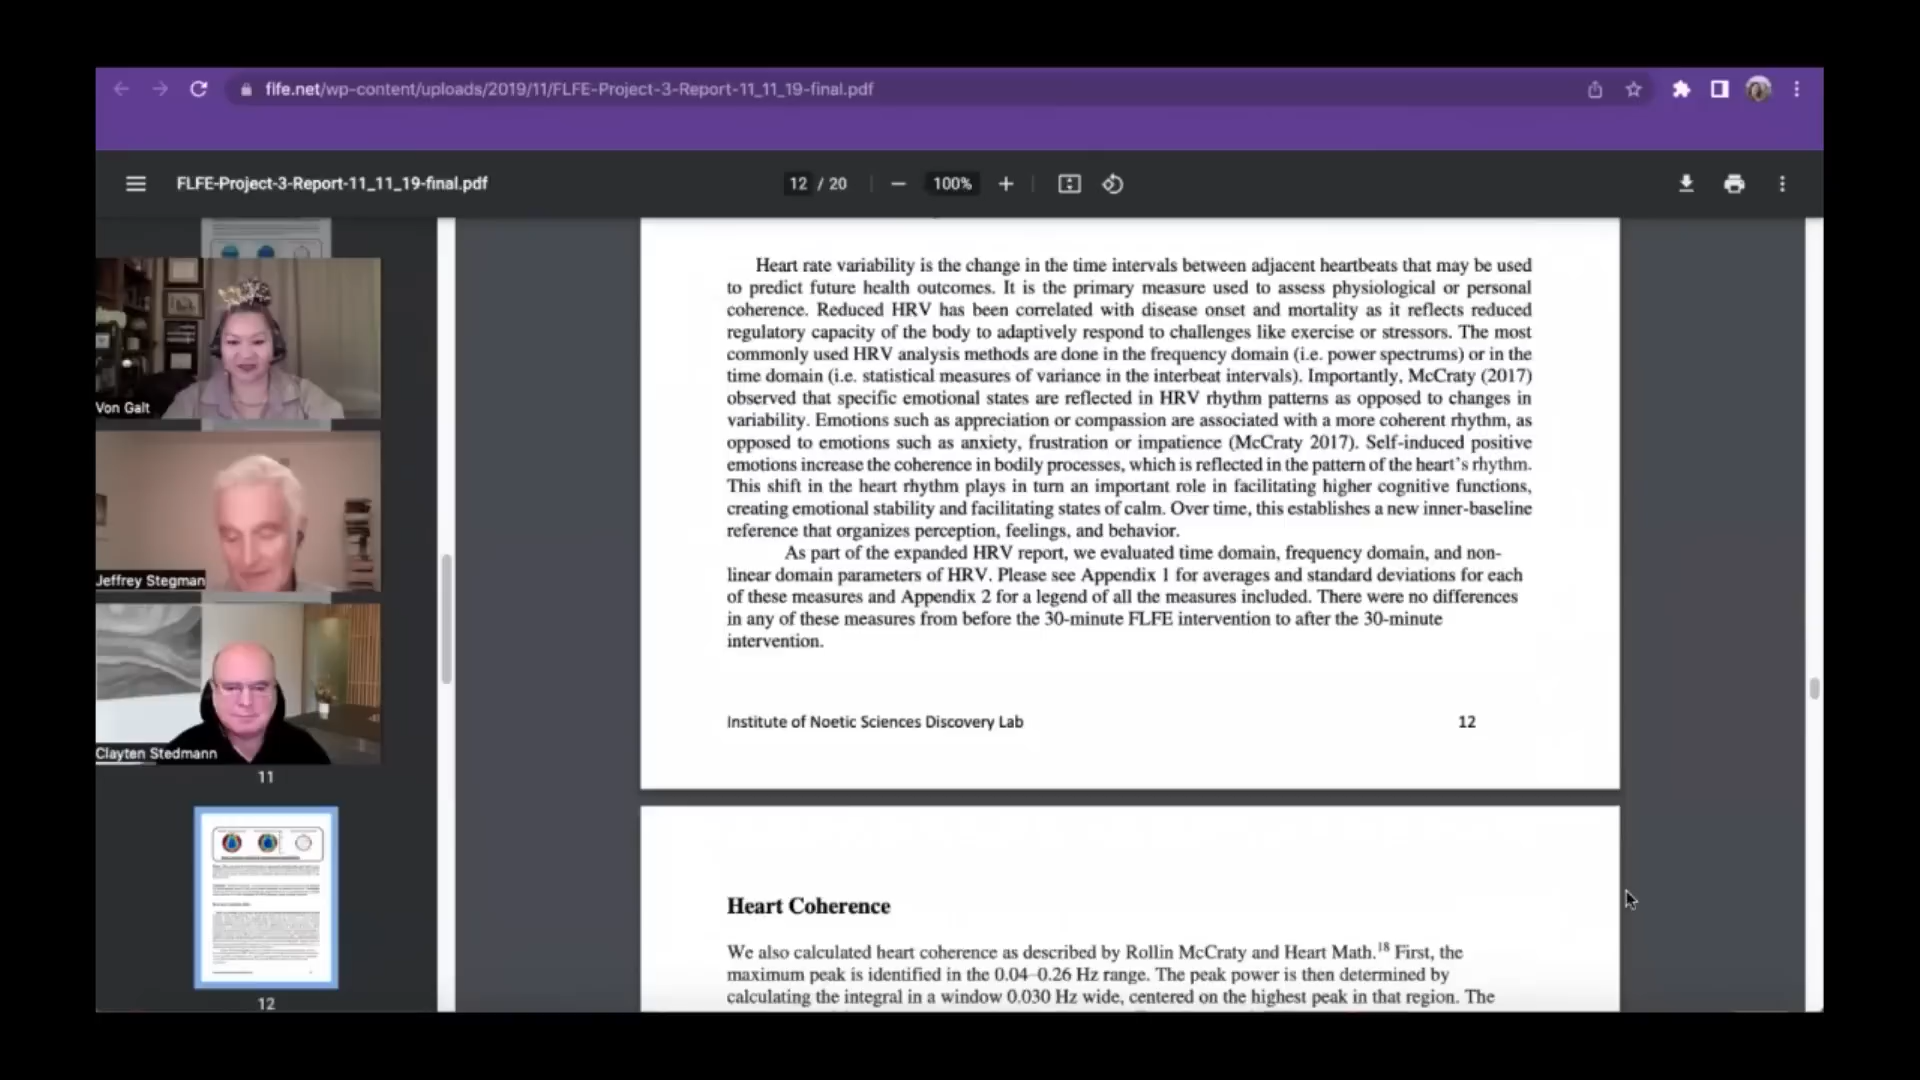 flfe.net/wp-content/uploads/2019/11/FLFE-Project-3-Report-11_11_19-final.pdf
FLFE-Project-3-Report-11_11_19-final.pdf
12 / 20
100%
Von Galt
Jeffrey Stegman
Clayten Stedmann
11
12
Heart rate variability is the change in the time intervals between adjacent heartbeats that may be used
to predict future health outcomes. It is the primary measure used to assess physiological or personal
coherence. Reduced HRV has been correlated with disease onset and mortality as it reflects reduced
regulatory capacity of the body to adaptively respond to challenges like exercise or stressors. The most
commonly used HRV analysis methods are done in the frequency domain (i.e. power spectrums) or in the
time domain (i.e. statistical measures of variance in the interbeat intervals). Importantly, McCraty (2017)
observed that specific emotional states are reflected in HRV rhythm patterns as opposed to changes in
variability. Emotions such as appreciation or compassion are associated with a more coherent rhythm, as
opposed to emotions such as anxiety, frustration or impatience (McCraty 2017). Self-induced positive
emotions increase the coherence in bodily processes, which is reflected in the pattern of the heart's rhythm.
This shift in the heart rhythm plays in turn an important role in facilitating higher cognitive functions,
creating emotional stability and facilitating states of calm. Over time, this establishes a new inner-baseline
reference that organizes perception, feelings, and behavior.
As part of the expanded HRV report, we evaluated time domain, frequency domain, and non-
linear domain parameters of HRV. Please see Appendix 1 for averages and standard deviations for each
of these measures and Appendix 2 for a legend of all the measures included. There were no differences
in any of these measures from before the 30-minute FLFE intervention to after the 30-minute
intervention.
Institute of Noetic Sciences Discovery Lab 12
Heart Coherence
We also calculated heart coherence as described by Rollin McCraty and Heart Math.18 First, the
maximum peak is identified in the 0.04–0.26 Hz range. The peak power is then determined by
calculating the integral in a window 0.030 Hz wide, centered on the highest peak in that region. The